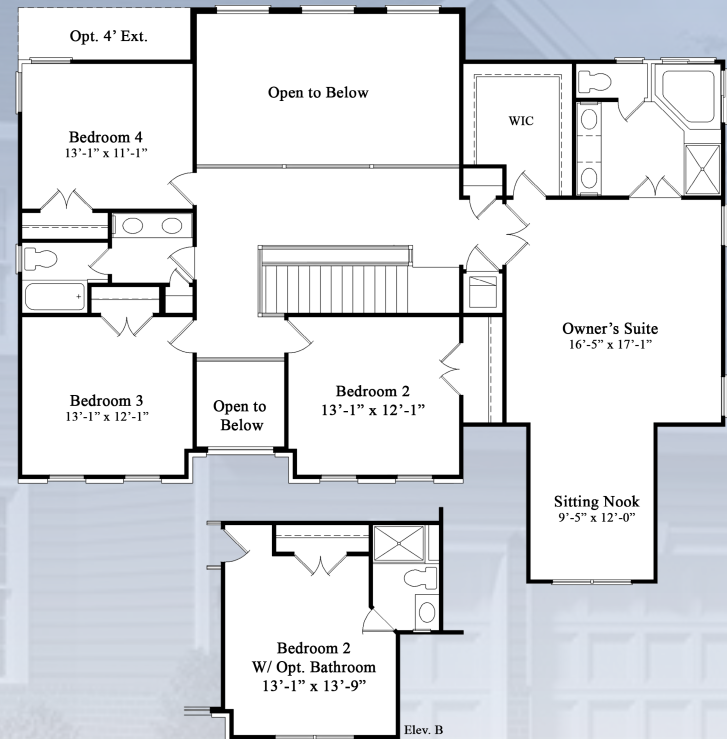 Opt. 4’ Ext.
Open to Below
Bedroom 4
13’-1” x 11’-1”
WIC
Owner’s Suite
16’-5” x 17’-1”
Bedroom 3
13’-1” x 12’-1”
Open to
Below
Bedroom 2
13’-1” x 12’-1”
Sitting Nook
9’-5” x 12’-0”
Bedroom 2
W/ Opt. Bathroom
13’-1” x 13’-9”
Elev. B